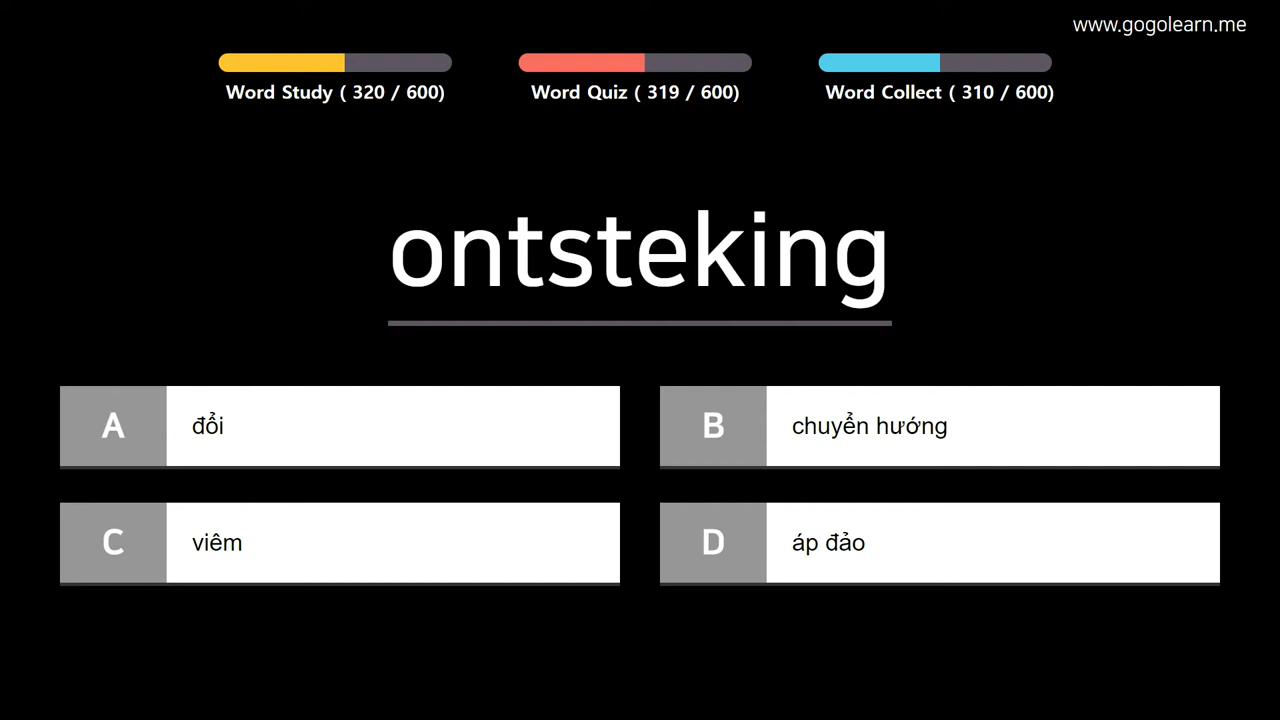 www.gogolearn.me
Word Study ( 320 / 600)
Word Quiz ( 319 / 600)
Word Collect ( 310 / 600)
ontsteking
A đổi
B chuyển hướng
C viêm
D áp đảo